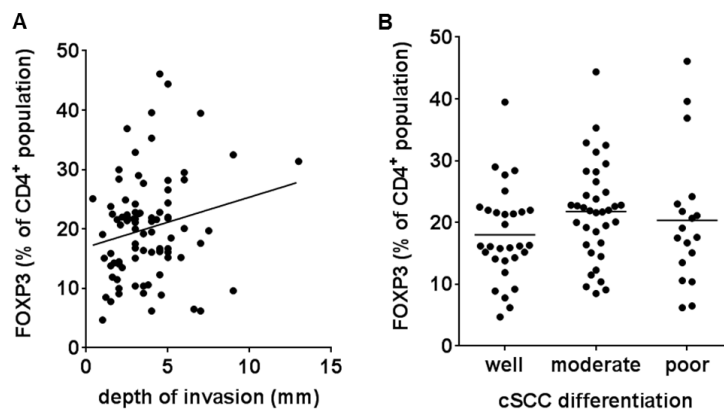 A
FOXP3 (% of CD4⁺ population)
50
40
30
20
10
0
0
5
10
15
depth of invasion (mm)
B
FOXP3 (% of CD4⁺ population)
50
40
30
20
10
0
well moderate poor
cSCC differentiation